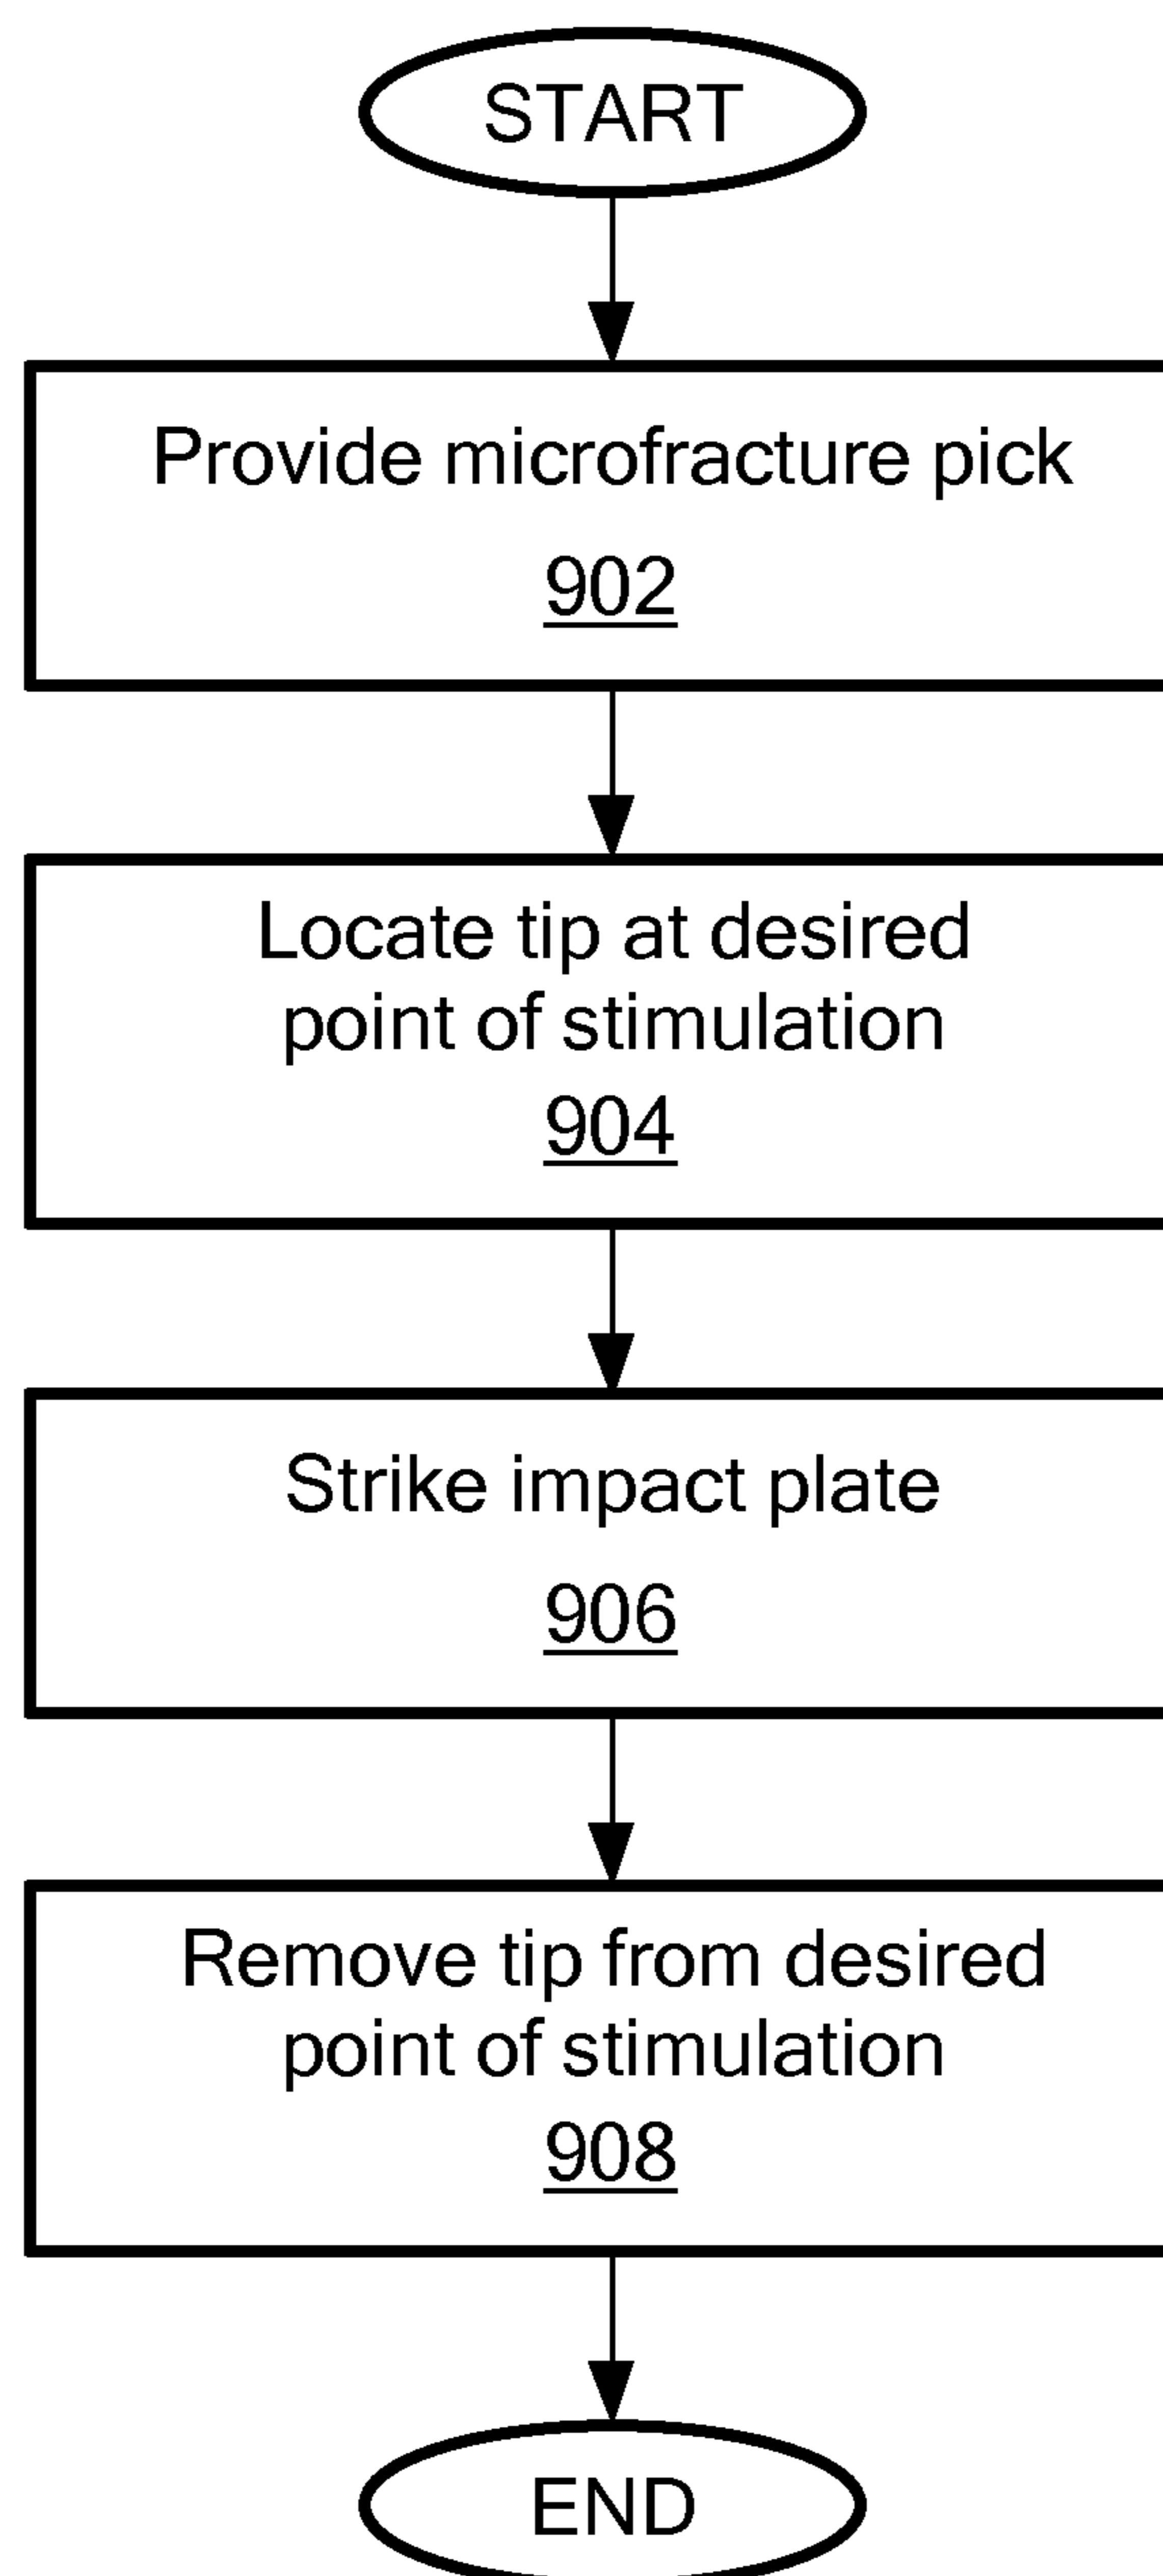 START
Provide microfracture pick
902
Locate tip at desired
point of stimulation
904
Strike impact plate
906
Remove tip from desired
point of stimulation
908
END